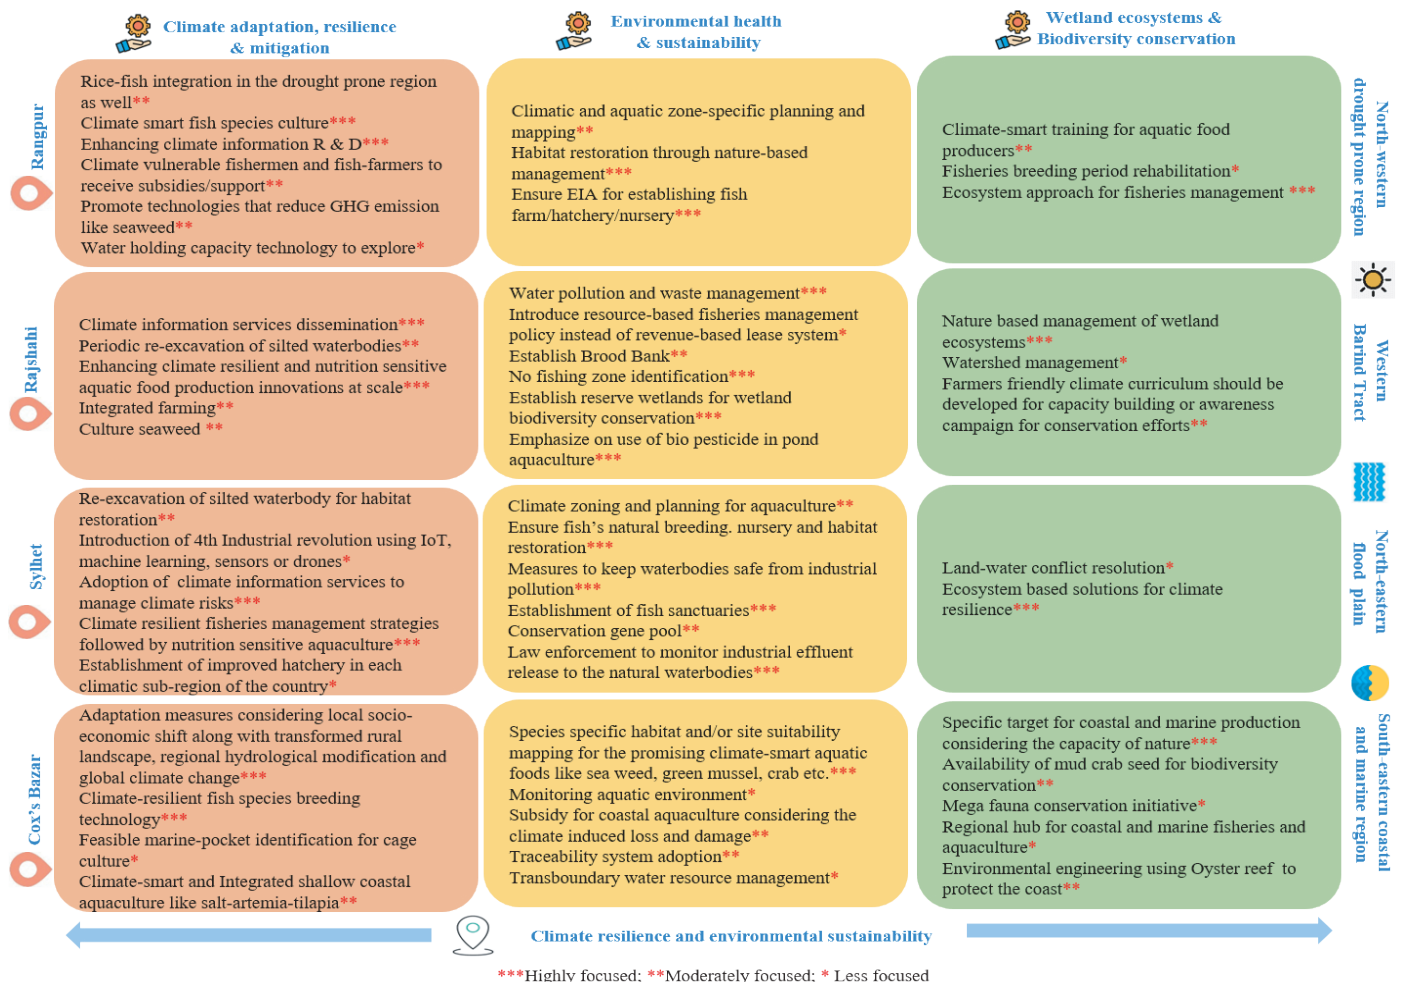 Climate adaptation, resilience
& mitigation
Environmental health
& sustainability
Wetland ecosystems &
Biodiversity conservation
Rangpur
Rice-fish integration in the drought prone region
as well**
Climate smart fish species culture***
Enhancing climate information R & D***
Climate vulnerable fishermen and fish-farmers to
receive subsidies/support**
Promote technologies that reduce GHG emission
like seaweed**
Water holding capacity technology to explore*
Climatic and aquatic zone-specific planning and
mapping**
Habitat restoration through nature-based
management***
Ensure EIA for establishing fish
farm/hatchery/nursery***
Climate-smart training for aquatic food
producers**
Fisheries breeding period rehabilitation*
Ecosystem approach for fisheries management ***
North-western
drought prone region
Rajshahi
Climate information services dissemination***
Periodic re-excavation of silted waterbodies**
Enhancing climate resilient and nutrition sensitive
aquatic food production innovations at scale***
Integrated farming**
Culture seaweed **
Water pollution and waste management***
Introduce resource-based fisheries management
policy instead of revenue-based lease system*
Establish Brood Bank**
No fishing zone identification***
Establish reserve wetlands for wetland
biodiversity conservation***
Emphasize on use of bio pesticide in pond
aquaculture***
Nature based management of wetland
ecosystems***
Watershed management*
Farmers friendly climate curriculum should be
developed for capacity building or awareness
campaign for conservation efforts**
Western
Barind Tract
Sylhet
Re-excavation of silted waterbody for habitat
restoration**
Introduction of 4th Industrial revolution using IoT,
machine learning, sensors or drones*
Adoption of climate information services to
manage climate risks***
Climate resilient fisheries management strategies
followed by nutrition sensitive aquaculture***
Establishment of improved hatchery in each
climatic sub-region of the country*
Climate zoning and planning for aquaculture**
Ensure fish's natural breeding. nursery and habitat
restoration***
Measures to keep waterbodies safe from industrial
pollution***
Establishment of fish sanctuaries***
Conservation gene pool**
Law enforcement to monitor industrial effluent
release to the natural waterbodies***
Land-water conflict resolution*
Ecosystem based solutions for climate
resilience***
North-eastern
flood plain
Cox's Bazar
Adaptation measures considering local socio-
economic shift along with transformed rural
landscape, regional hydrological modification and
global climate change***
Climate-resilient fish species breeding
technology***
Feasible marine-pocket identification for cage
culture*
Climate-smart and Integrated shallow coastal
aquaculture like salt-artemia-tilapia**
Species specific habitat and/or site suitability
mapping for the promising climate-smart aquatic
foods like sea weed, green mussel, crab etc.***
Monitoring aquatic environment*
Subsidy for coastal aquaculture considering the
climate induced loss and damage**
Traceability system adoption**
Transboundary water resource management*
Specific target for coastal and marine production
considering the capacity of nature***
Availability of mud crab seed for biodiversity
conservation**
Mega fauna conservation initiative*
Regional hub for coastal and marine fisheries and
aquaculture*
Environmental engineering using Oyster reef to
protect the coast**
South-eastern coastal
and marine region
Climate resilience and environmental sustainability
***Highly focused; **Moderately focused; * Less focused